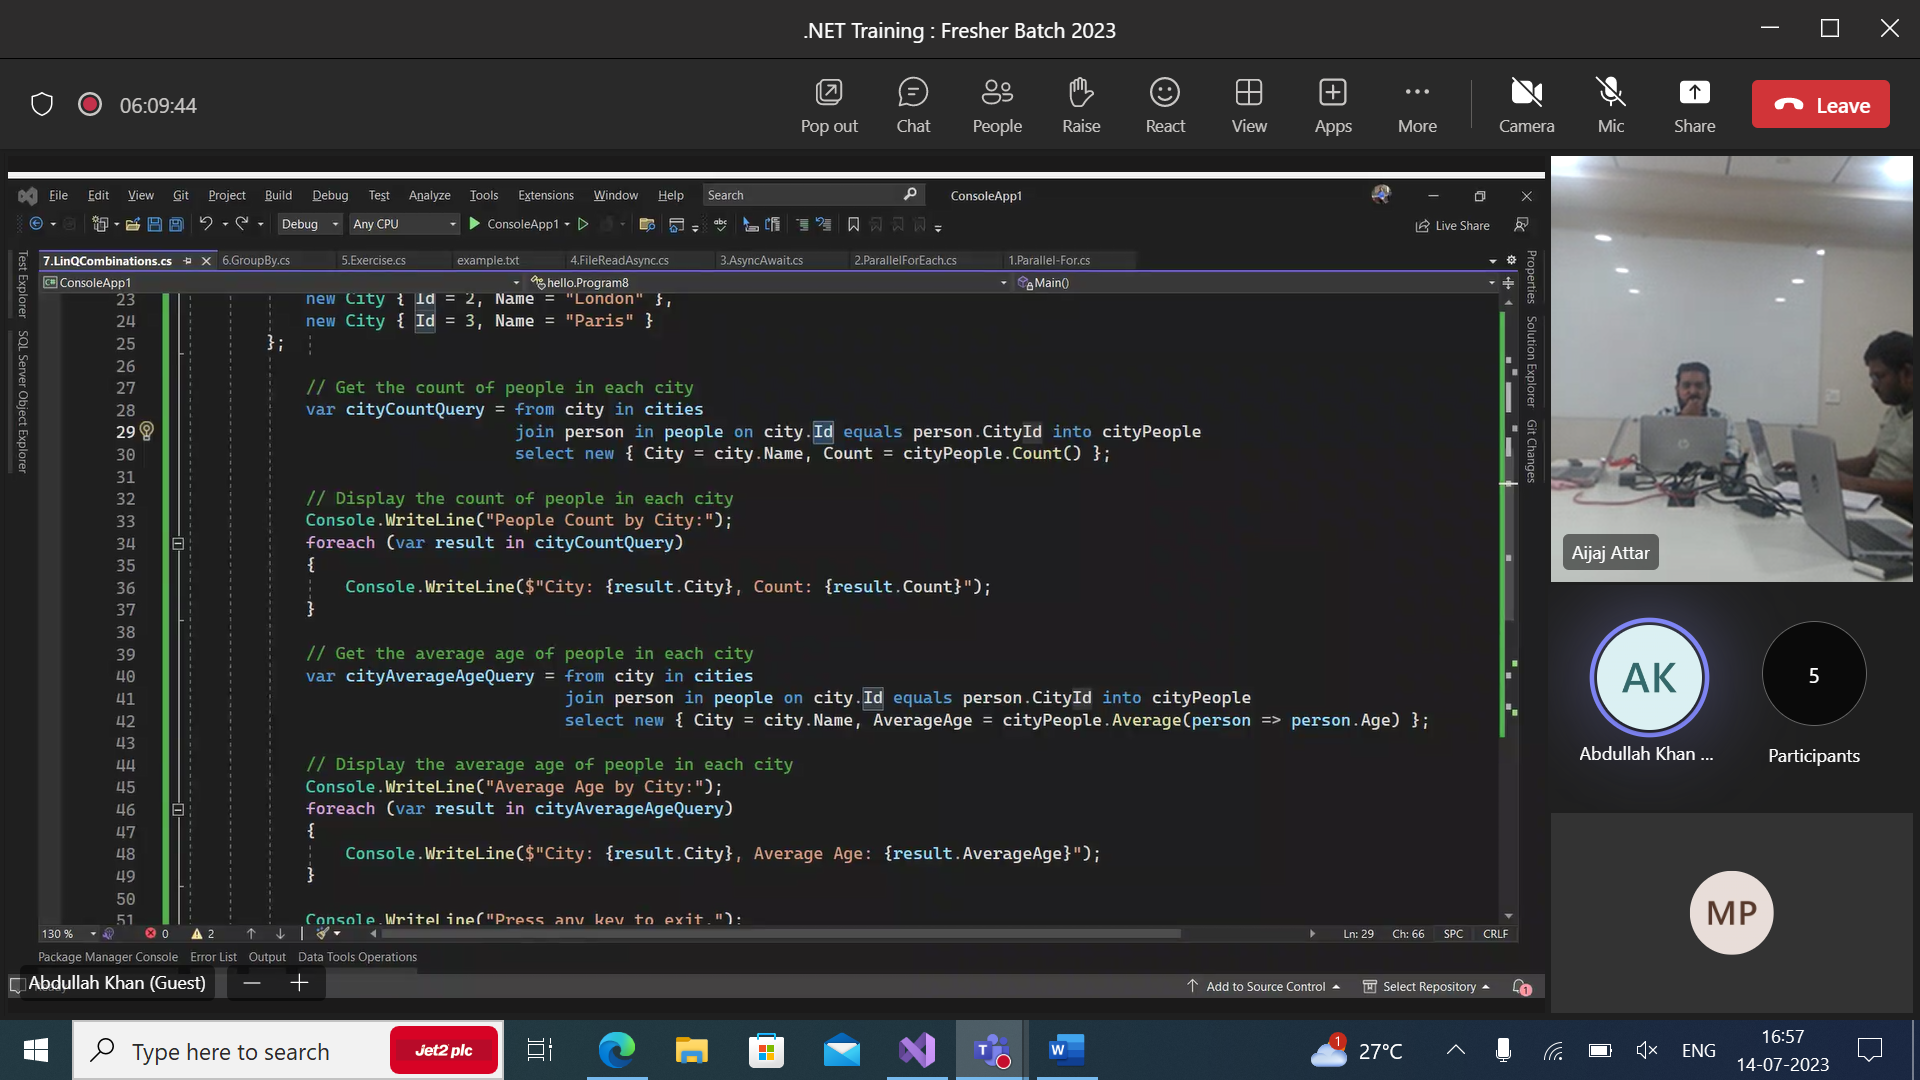 .NET Training : Fresher Batch 2023
06:09:44
Pop out Chat People Raise React View Apps More Camera Mic Share Leave
File Edit View Git Project Build Debug Test Analyze Tools Extensions Window Help Search ConsoleApp1
Debug Any CPU ConsoleApp1 Live Share
7.LinQCombinations.cs 6.GroupBy.cs 5.Exercise.cs example.txt 4.FileReadAsync.cs 3.AsyncAwait.cs 2.ParallelForEach.cs 1.Parallel-For.cs
ConsoleApp1 hello.Program8 Main()
Test Explorer
SQL Server Object Explorer
Properties
Solution Explorer
Git Changes
23 new City { Id = 2, Name = "London" },
24 new City { Id = 3, Name = "Paris" }
25 };
26
27 // Get the count of people in each city
28 var cityCountQuery = from city in cities
29 join person in people on city.Id equals person.CityId into cityPeople
30 select new { City = city.Name, Count = cityPeople.Count() };
31
32 // Display the count of people in each city
33 Console.WriteLine("People Count by City:");
34 foreach (var result in cityCountQuery)
35 {
36 Console.WriteLine($"City: {result.City}, Count: {result.Count}");
37 }
38
39 // Get the average age of people in each city
40 var cityAverageAgeQuery = from city in cities
41 join person in people on city.Id equals person.CityId into cityPeople
42 select new { City = city.Name, AverageAge = cityPeople.Average(person => person.Age) };
43
44 // Display the average age of people in each city
45 Console.WriteLine("Average Age by City:");
46 foreach (var result in cityAverageAgeQuery)
47 {
48 Console.WriteLine($"City: {result.City}, Average Age: {result.AverageAge}");
49 }
50
51 Console.WriteLine("Press any key to exit.");
130 % 0 2 Ln: 29 Ch: 66 SPC CRLF
Package Manager Console Error List Output Data Tools Operations
Abdullah Khan (Guest)
Add to Source Control Select Repository 1
Aijaj Attar
AK
5
Abdullah Khan ...
Participants
MP
Type here to search
Jet2 plc
1
27°C
ENG
16:57
14-07-2023